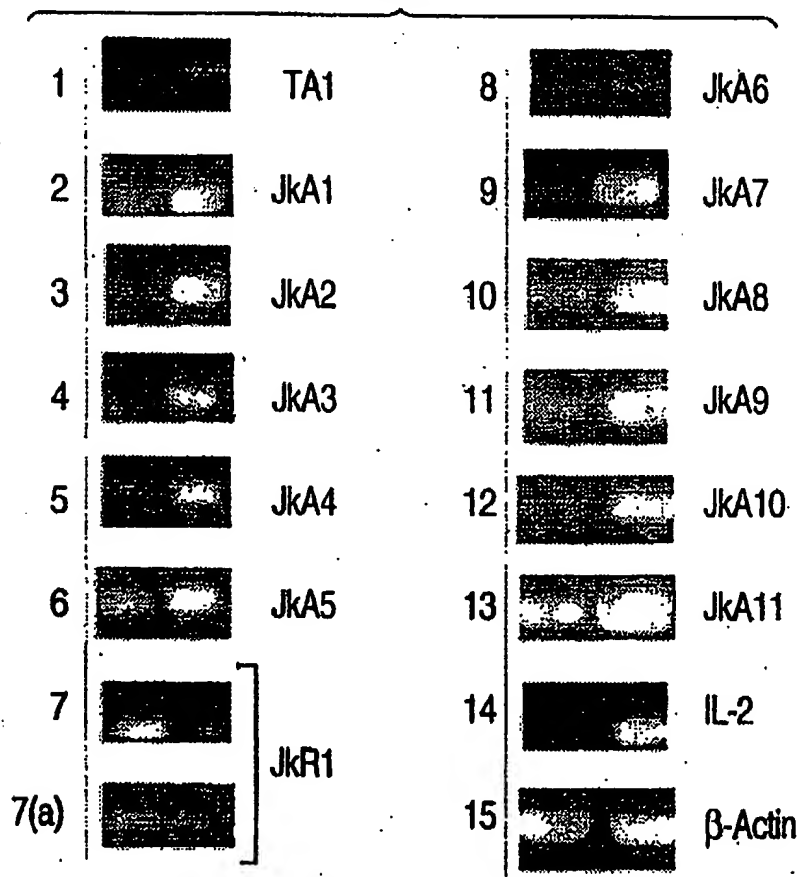 1 TA1
2 JkA1
3 JkA2
4 JkA3
5 JkA4
6 JkA5
7
JkR1
7(a)
8 JkA6
9 JkA7
10 JkA8
11 JkA9
12 JkA10
13 JkA11
14 IL-2
15 β-Actin